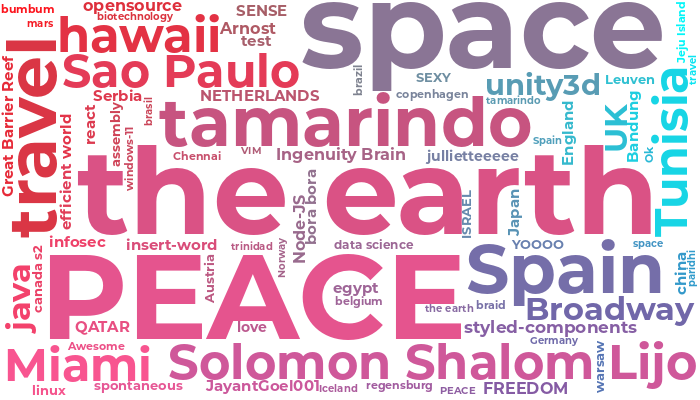 bumbum
mars
opensource
biotechnology
hawaii
SENSE
Arnost
test
space
Jeju Island
travel
Great Barrier Reef
travel
Sao Paulo
Serbia
brasil
NETHERLANDS
brazil
SEXY
copenhagen
unity3d
tamarindo
Leuven
UK
Bandung
Ok
Tunisia
efficient world
react
assembly
windows-11
tamarindo
Chennai
VIM
Ingenuity Brain
jullietteeeee
Spain
England
the earth
Node-JS
bora bora
ISRAEL
Japan
infosec
insert-word
trinidad
Norway
data science
YOOOO
space
java
canada s2
PEACE
Austria
egypt
belgium
the earth
braid
Spain
china
paridhi
Broadway
QATAR
love
styled-components
Awesome
Germany
Miami
Solomon
Shalom
Lijo
warsaw
linux
spontaneous
JayantGoel001
Iceland
regensburg
PEACE
FREEDOM